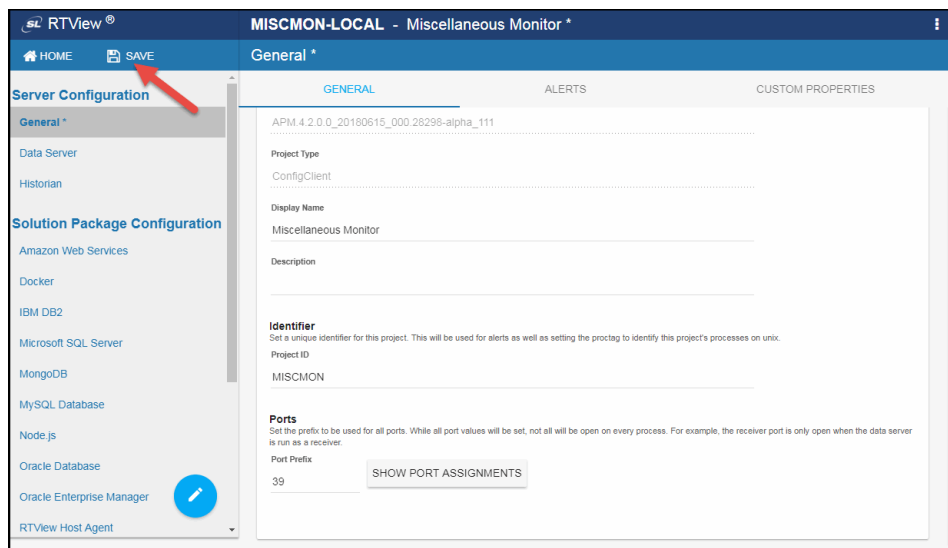 SL RTView ®
MISCMON-LOCAL - Miscellaneous Monitor *
HOME
SAVE
General *
Server Configuration
General *
Data Server
Historian
Solution Package Configuration
Amazon Web Services
Docker
IBM DB2
Microsoft SQL Server
MongoDB
MySQL Database
Node.js
Oracle Database
Oracle Enterprise Manager
RTView Host Agent
GENERAL
ALERTS
CUSTOM PROPERTIES
APM.4.2.0.0_20180615_000.28298-alpha_111
Project Type
ConfigClient
Display Name
Miscellaneous Monitor
Description
Identifier
Set a unique identifier for this project. This will be used for alerts as well as setting the proctag to identify this project's processes on unix.
Project ID
MISCMON
Ports
Set the prefix to be used for all ports. While all port values will be set, not all will be open on every process. For example, the receiver port is only open when the data server
is run as a receiver.
Port Prefix
39
SHOW PORT ASSIGNMENTS